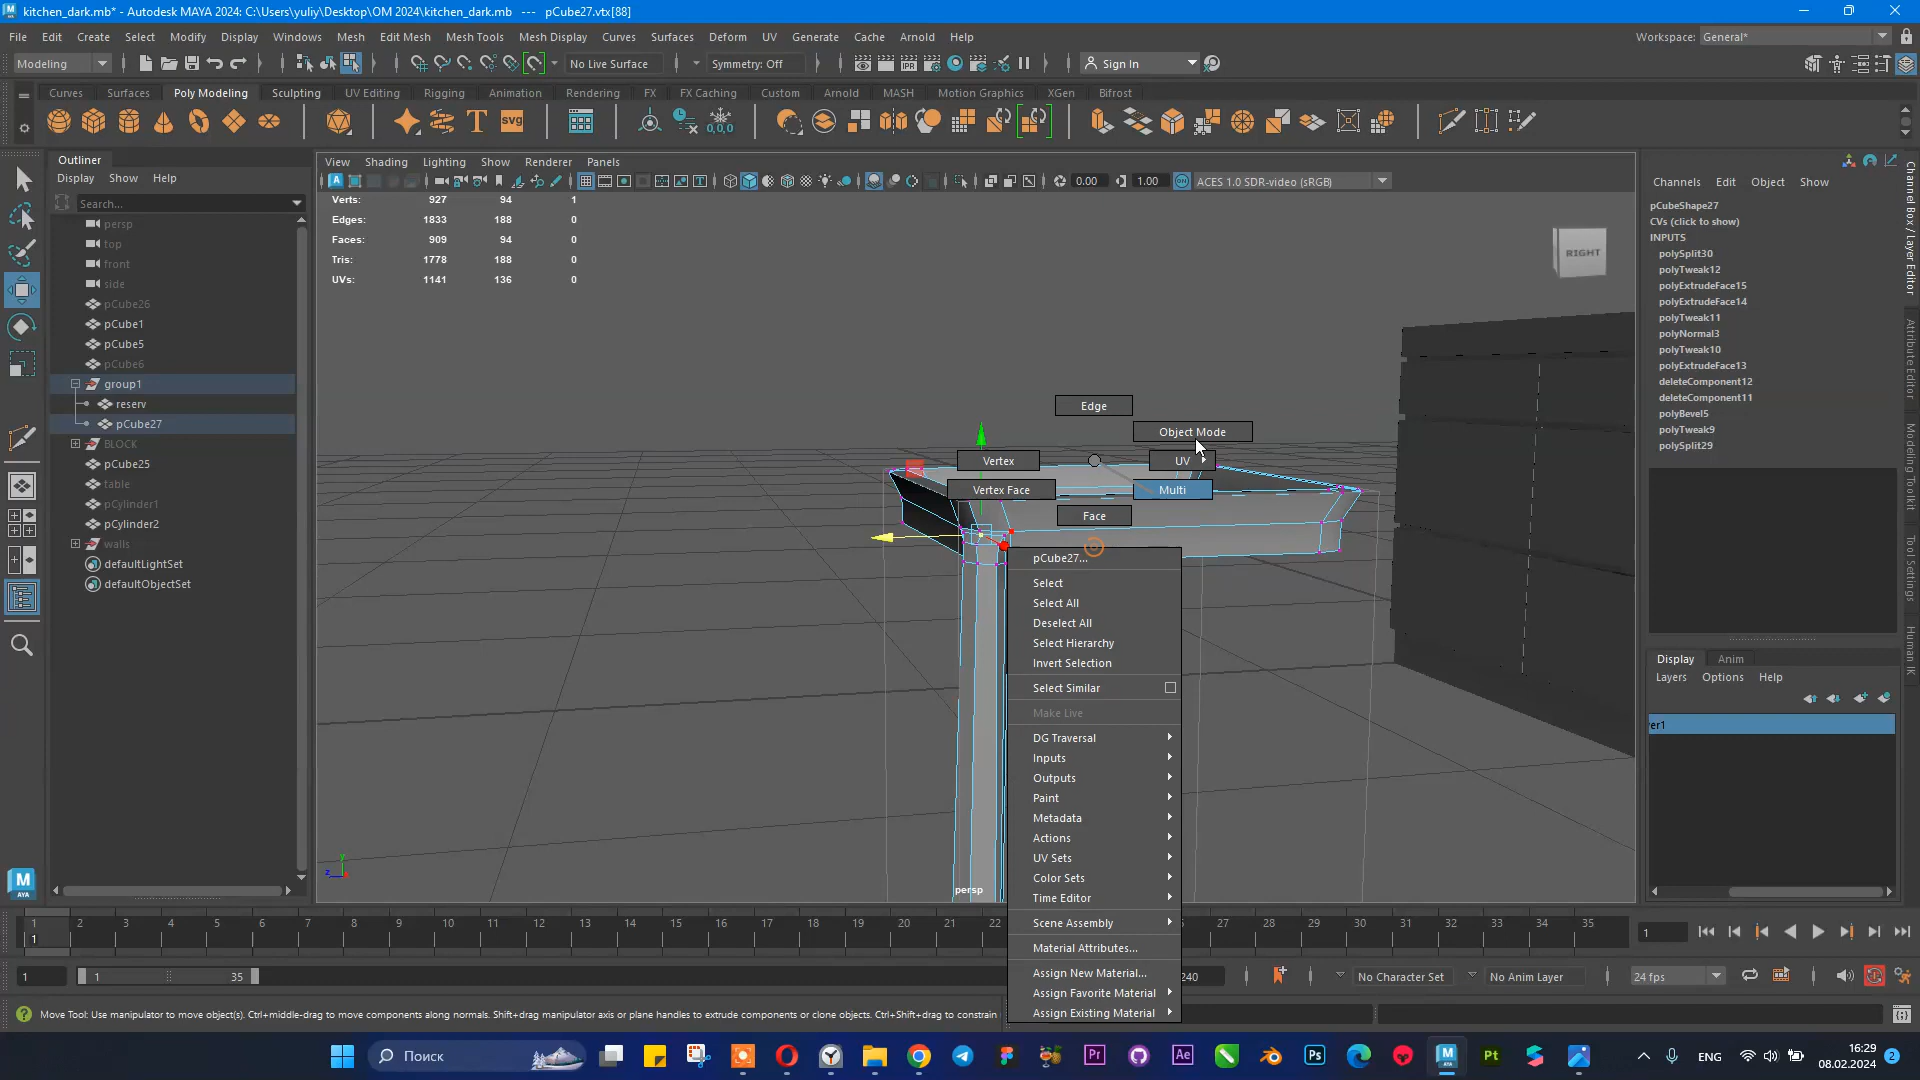 kitchen_dark.mb* - Autodesk MAYA 2024: C:\Users\yuliy\Desktop\OM 2024\kitchen_dark.mb --- pCube27.vtx[88]
File Edit Create Select Modify Display Windows Mesh Edit Mesh Mesh Tools Mesh Display Curves Surfaces Deform UV Generate Cache Arnold Help
Workspace: General*
Modeling
No Live Surface
Symmetry: Off
Sign In
Curves Surfaces Poly Modeling Sculpting UV Editing Rigging Animation Rendering FX FX Caching Custom Arnold MASH Motion Graphics XGen Bifrost
T SVG 0,0,0
IPR
Outliner
Display Show Help
Search...
persp
top
front
side
pCube26
pCube1
pCube5
pCube6
group1
reserv
pCube27
BLOCK
pCube25
table
pCylinder1
pCylinder2
walls
defaultLightSet
defaultObjectSet
View Shading Lighting Show Renderer Panels
0.00 1.00 ACES 1.0 SDR-video (sRGB)
Verts: 927 94 1
Edges: 1833 188 0
Faces: 909 94 0
Tris: 1778 188 0
UVs: 1141 136 0
RIGHT
Edge
Object Mode
Vertex
UV
Vertex Face
Multi
Face
pCube27...
Select
Select All
Deselect All
Select Hierarchy
Invert Selection
Select Similar
Make Live
DG Traversal
Inputs
Outputs
Paint
Metadata
Actions
UV Sets
Color Sets
Time Editor
Scene Assembly
Material Attributes...
Assign New Material...
Assign Favorite Material
Assign Existing Material
y
z
persp
Channels Edit Object Show
pCubeShape27
CVs (click to show)
INPUTS
polySplit30
polyTweak12
polyExtrudeFace15
polyExtrudeFace14
polyTweak11
polyNormal3
polyTweak10
polyExtrudeFace13
deleteComponent12
deleteComponent11
polyBevel5
polyTweak9
polySplit29
Display Anim
Layers Options Help
er1
Channel Box / Layer Editor
Attribute Editor
Modeling Toolkit
Tool Settings
Human IK
M
AYA
1 2 3 4 5 6 7 8 9 10 11 12 13 14 15 16 17 18 19 20 21 22 27 28 29 30 31 32 33 34 35
1
1
1 1 35 240 No Character Set No Anim Layer 24 fps
Move Tool: Use manipulator to move object(s). Ctrl+middle-drag to move components along normals. Shift+drag manipulator axis or plane handles to extrude components or clone objects. Ctrl+Shift+drag to constrain
Поиск
Pr Ae Ps M Pt
ENG
16:29
08.02.2024
2